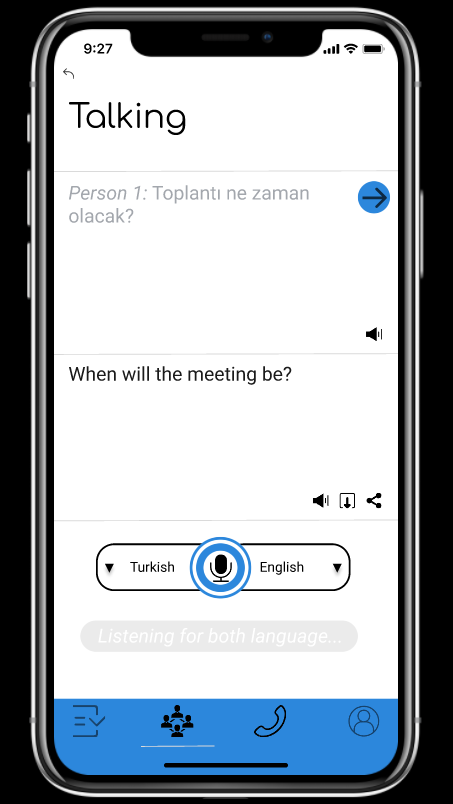 9:27
Talking
Person 1: Toplantı ne zaman
olacak?
When will the meeting be?
Turkish
English
Listening for both language...